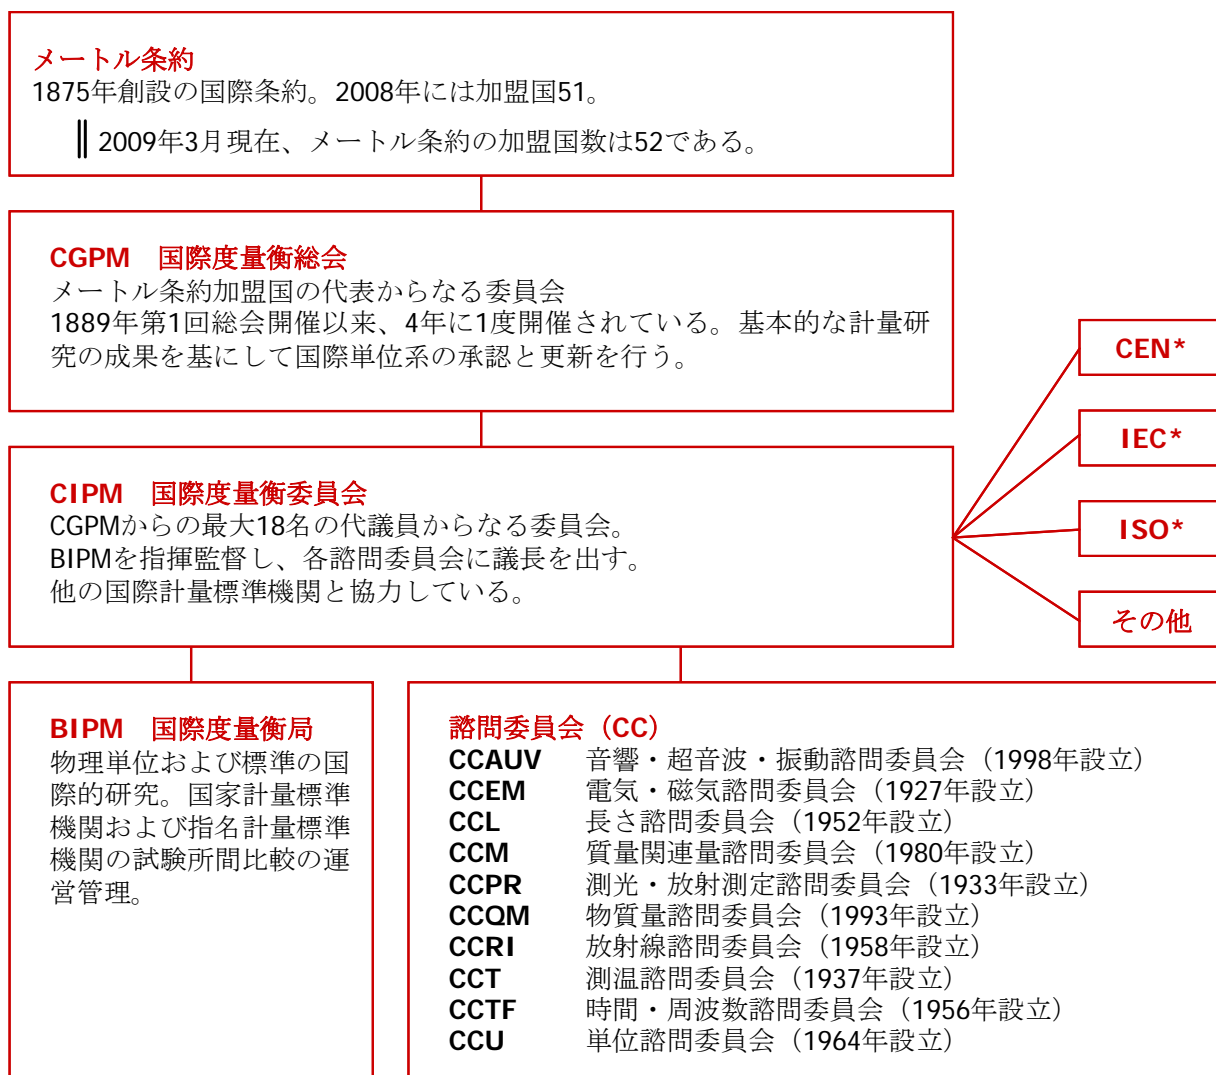 メートル条約
1875年創設の国際条約。2008年には加盟国51。
2009年3月現在、メートル条約の加盟国数は52である。
CGPM　国際度量衡総会
メートル条約加盟国の代表からなる委員会
1889年第1回総会開催以来、4年に1度開催されている。基本的な計量研
究の成果を基にして国際単位系の承認と更新を行う。
CIPM　国際度量衡委員会
CGPMからの最大18名の代議員からなる委員会。
BIPMを指揮監督し、各諮問委員会に議長を出す。
他の国際計量標準機関と協力している。
CEN*
IEC*
ISO*
その他
BIPM　国際度量衡局
物理単位および標準の国
際的研究。国家計量標準
機関および指名計量標準
機関の試験所間比較の運
営管理。
諮問委員会（CC）
CCAUV　音響・超音波・振動諮問委員会（1998年設立）
CCEM　電気・磁気諮問委員会（1927年設立）
CCL　長さ諮問委員会（1952年設立）
CCM　質量関連量諮問委員会（1980年設立）
CCPR　測光・放射測定諮問委員会（1933年設立）
CCQM　物質量諮問委員会（1993年設立）
CCRI　放射線諮問委員会（1958年設立）
CCT　測温諮問委員会（1937年設立）
CCTF　時間・周波数諮問委員会（1956年設立）
CCU　単位諮問委員会（1964年設立）